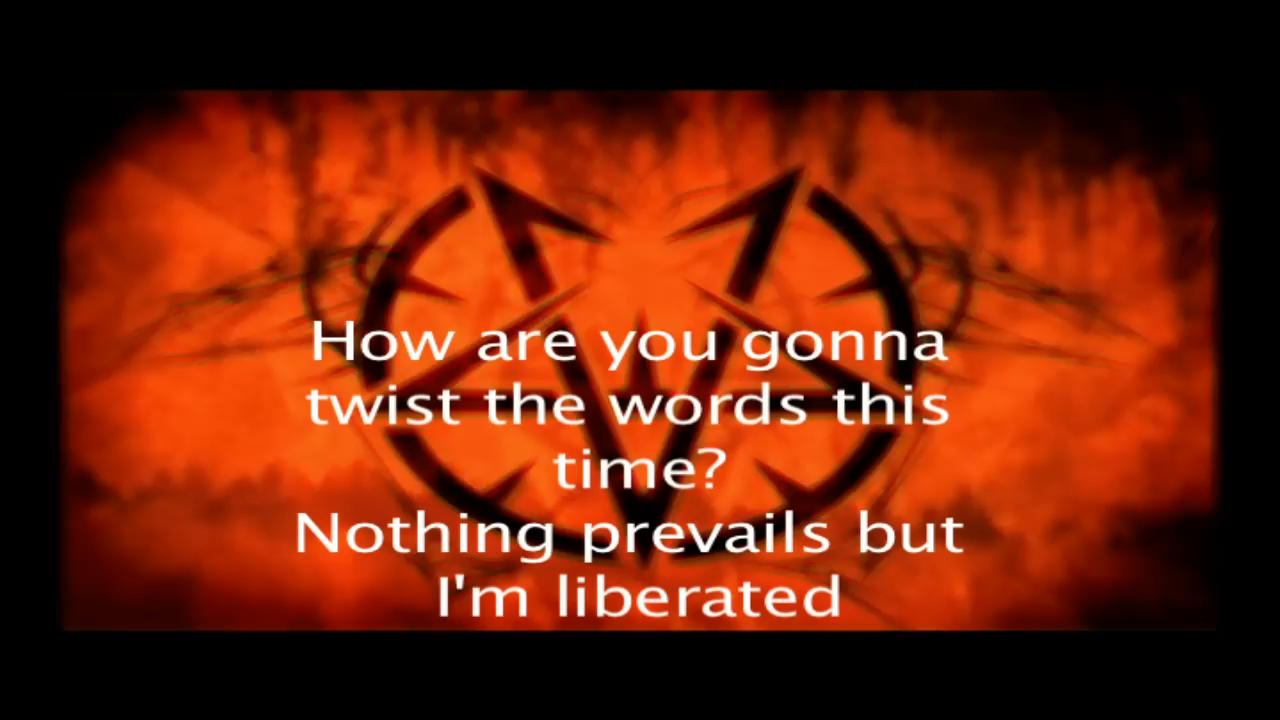 How are you gonna
twist the words this
time?
Nothing prevails but
I'm liberated